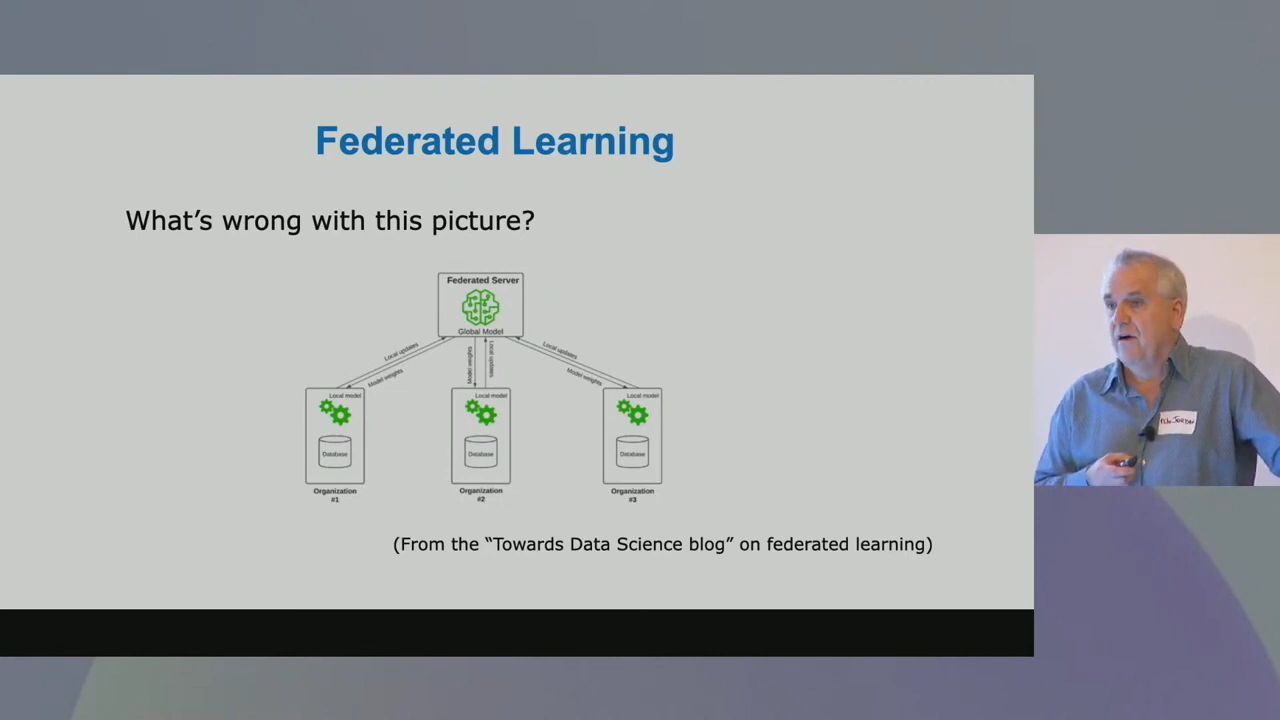 Federated Learning
What's wrong with this picture?
Federated Server
Global Model
Local updates
Model weights
Model weights
Local updates
Local updates
Model weights
Local model
Database
Organization
#1
Local model
Database
Organization
#2
Local model
Database
Organization
#3
(From the “Towards Data Science blog” on federated learning)